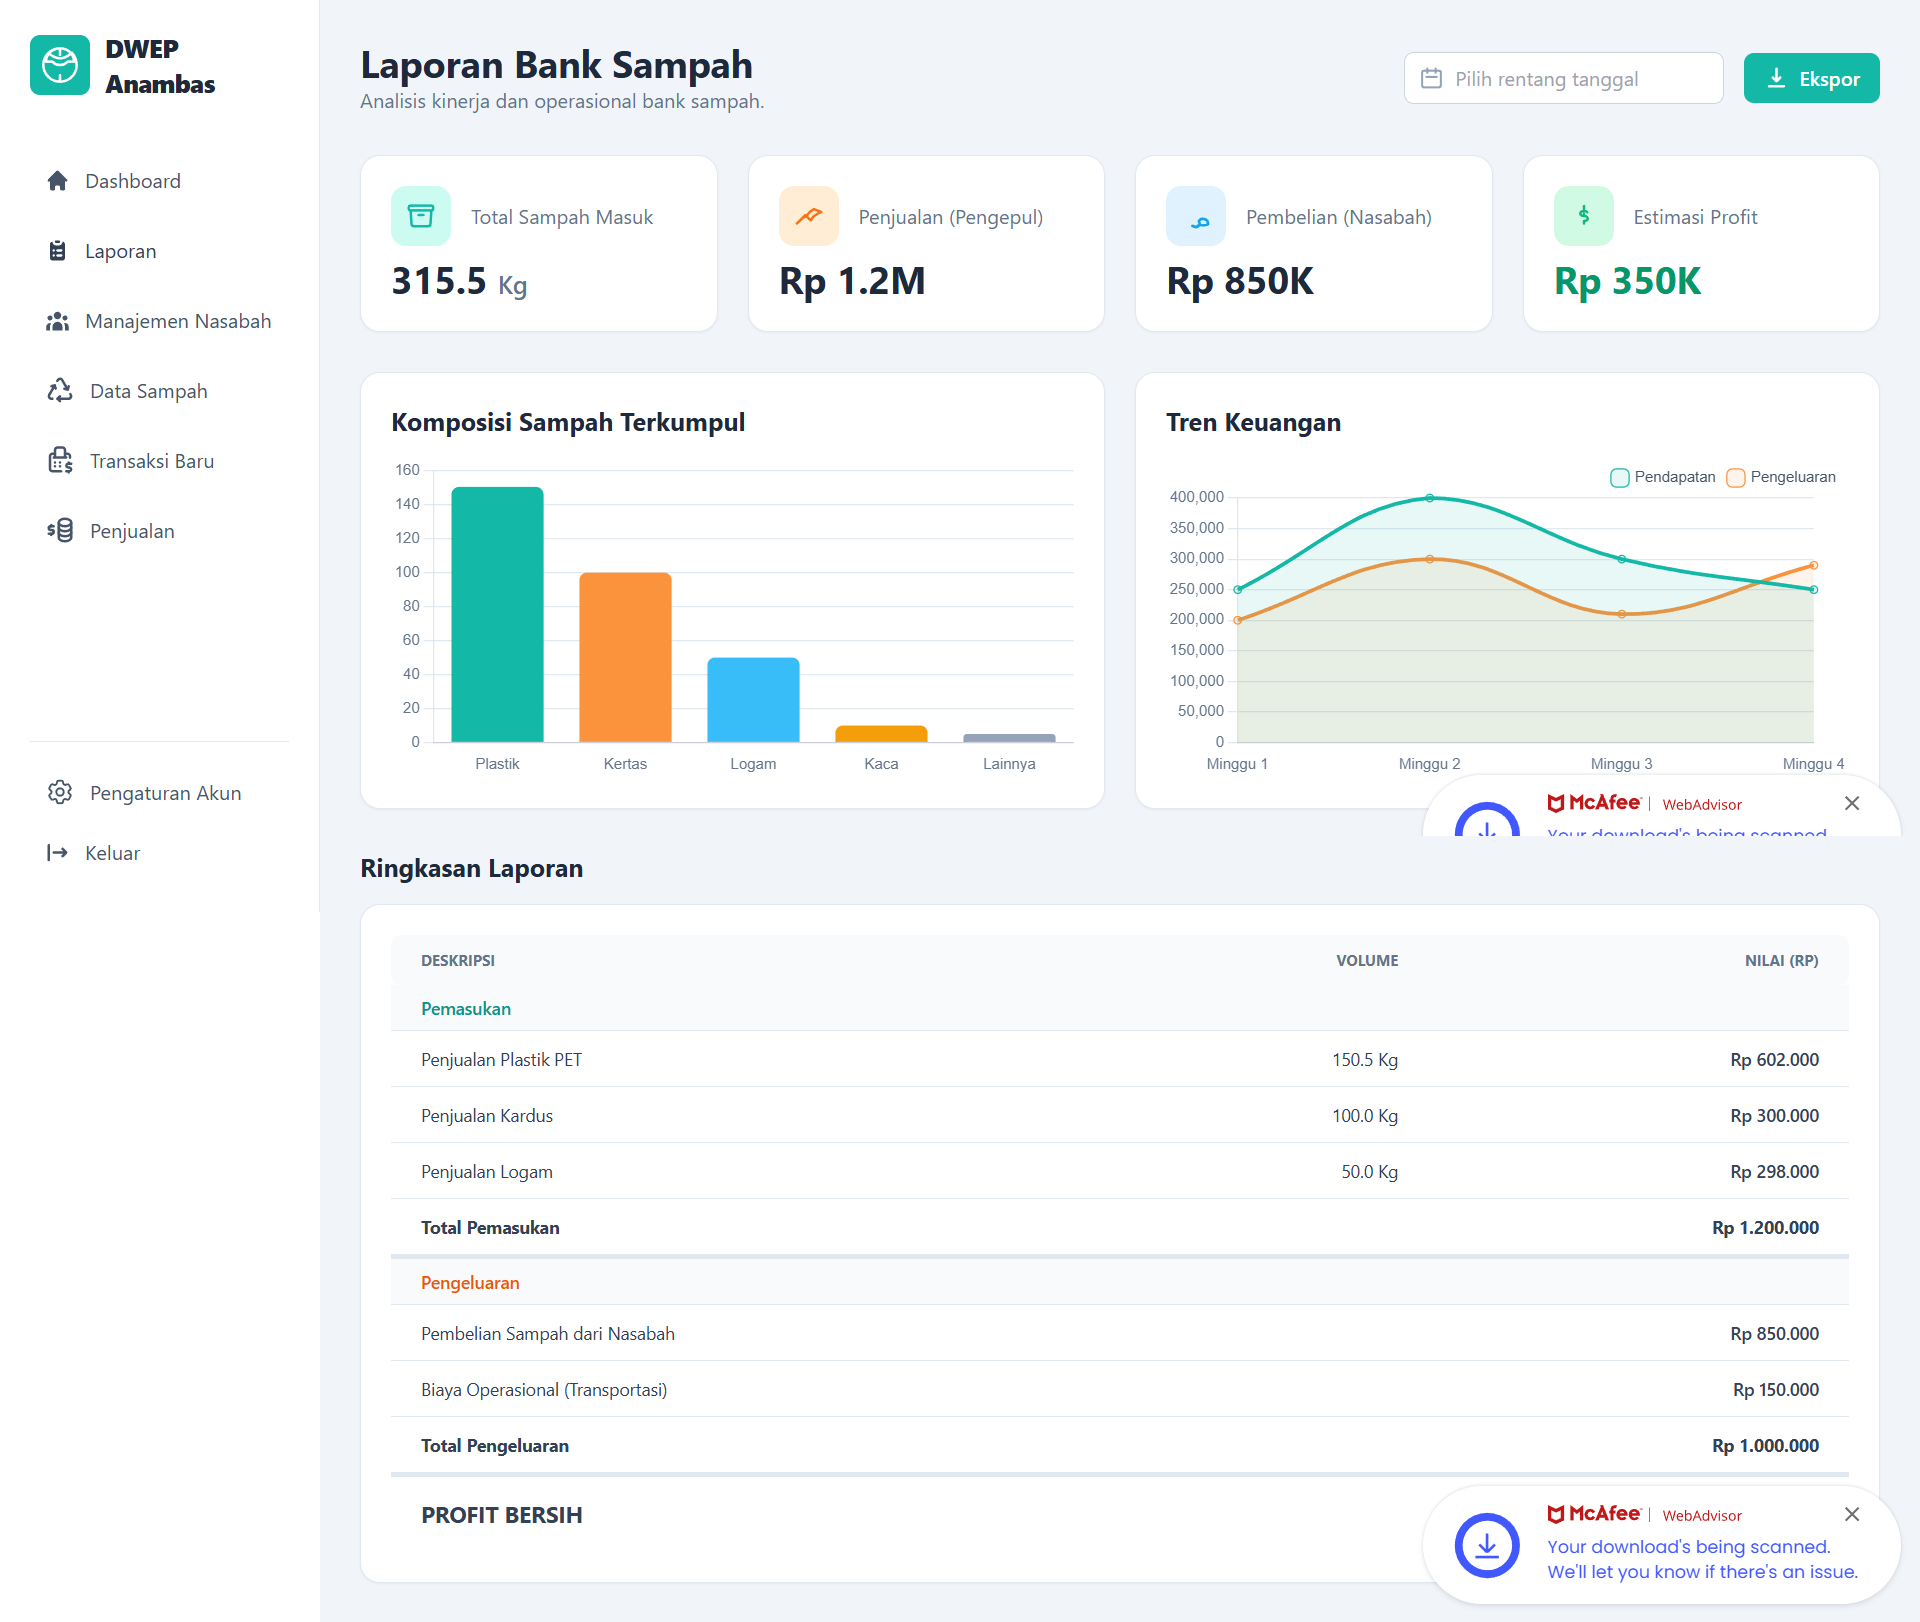 DWEP
Anambas
Dashboard
Laporan
Manajemen Nasabah
Data Sampah
Transaksi Baru
Penjualan
Pengaturan Akun
Keluar
Laporan Bank Sampah
Analisis kinerja dan operasional bank sampah.
Pilih rentang tanggal
Ekspor
Total Sampah Masuk
315.5 Kg
Penjualan (Pengepul)
Rp 1.2M
Pembelian (Nasabah)
Rp 850K
Estimasi Profit
Rp 350K
Komposisi Sampah Terkumpul
160
140
120
100
80
60
40
20
0
Plastik Kertas Logam Kaca Lainnya
Tren Keuangan
Pendapatan Pengeluaran
400,000
350,000
300,000
250,000
200,000
150,000
100,000
50,000
0
Minggu 1 Minggu 2 Minggu 3 Minggu 4
McAfee | WebAdvisor
Your download's being scanned.
Ringkasan Laporan
DESKRIPSI VOLUME NILAI (RP)
Pemasukan
Penjualan Plastik PET 150.5 Kg Rp 602.000
Penjualan Kardus 100.0 Kg Rp 300.000
Penjualan Logam 50.0 Kg Rp 298.000
Total Pemasukan Rp 1.200.000
Pengeluaran
Pembelian Sampah dari Nasabah Rp 850.000
Biaya Operasional (Transportasi) Rp 150.000
Total Pengeluaran Rp 1.000.000
PROFIT BERSIH
McAfee | WebAdvisor
Your download's being scanned.
We'll let you know if there's an issue.